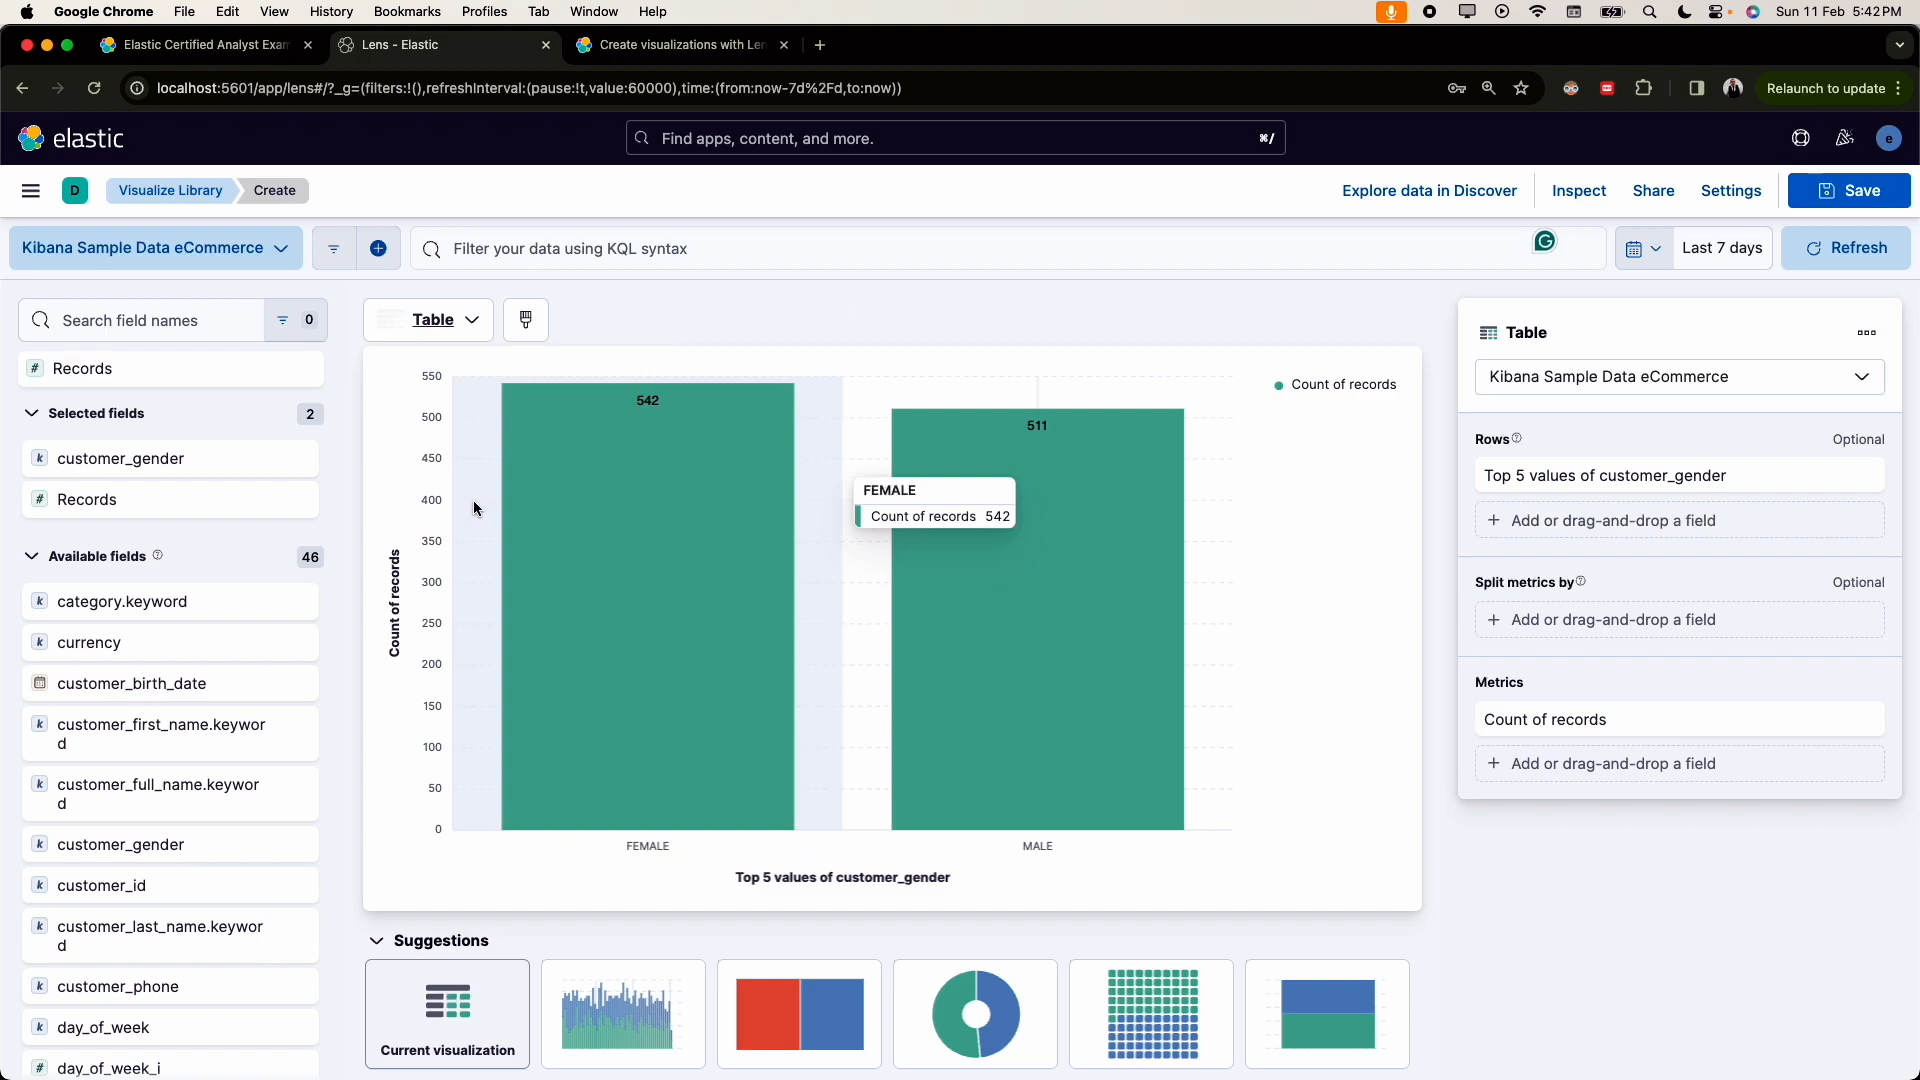 Google Chrome File Edit View History Bookmarks Profiles Tab Window Help Sun 11 Feb 5:42 PM
Elastic Certified Analyst Exam Lens - Elastic Create visualizations with Len
localhost:5601/app/lens#/?_g=(filters:!(),refreshInterval:(pause:!t,value:60000),time:(from:now-7d%2Fd,to:now)) Relaunch to update
elastic Find apps, content, and more. ⌘/ e
D Visualize Library Create Explore data in Discover Inspect Share Settings Save
Kibana Sample Data eCommerce Filter your data using KQL syntax Last 7 days Refresh
Search field names 0
# Records
Selected fields 2
k customer_gender
# Records
Available fields 46
k category.keyword
k currency
customer_birth_date
k customer_first_name.keywor
d
k customer_full_name.keywor
d
k customer_gender
k customer_id
k customer_last_name.keywor
d
k customer_phone
k day_of_week
# day_of_week_i
Table
550
500
450
400
350
300
250
200
150
100
50
0
Count of records
542
511
FEMALE
Count of records 542
Count of records
FEMALE MALE
Top 5 values of customer_gender
Suggestions
Current visualization
Table
Kibana Sample Data eCommerce
Rows Optional
Top 5 values of customer_gender
+ Add or drag-and-drop a field
Split metrics by Optional
+ Add or drag-and-drop a field
Metrics
Count of records
+ Add or drag-and-drop a field